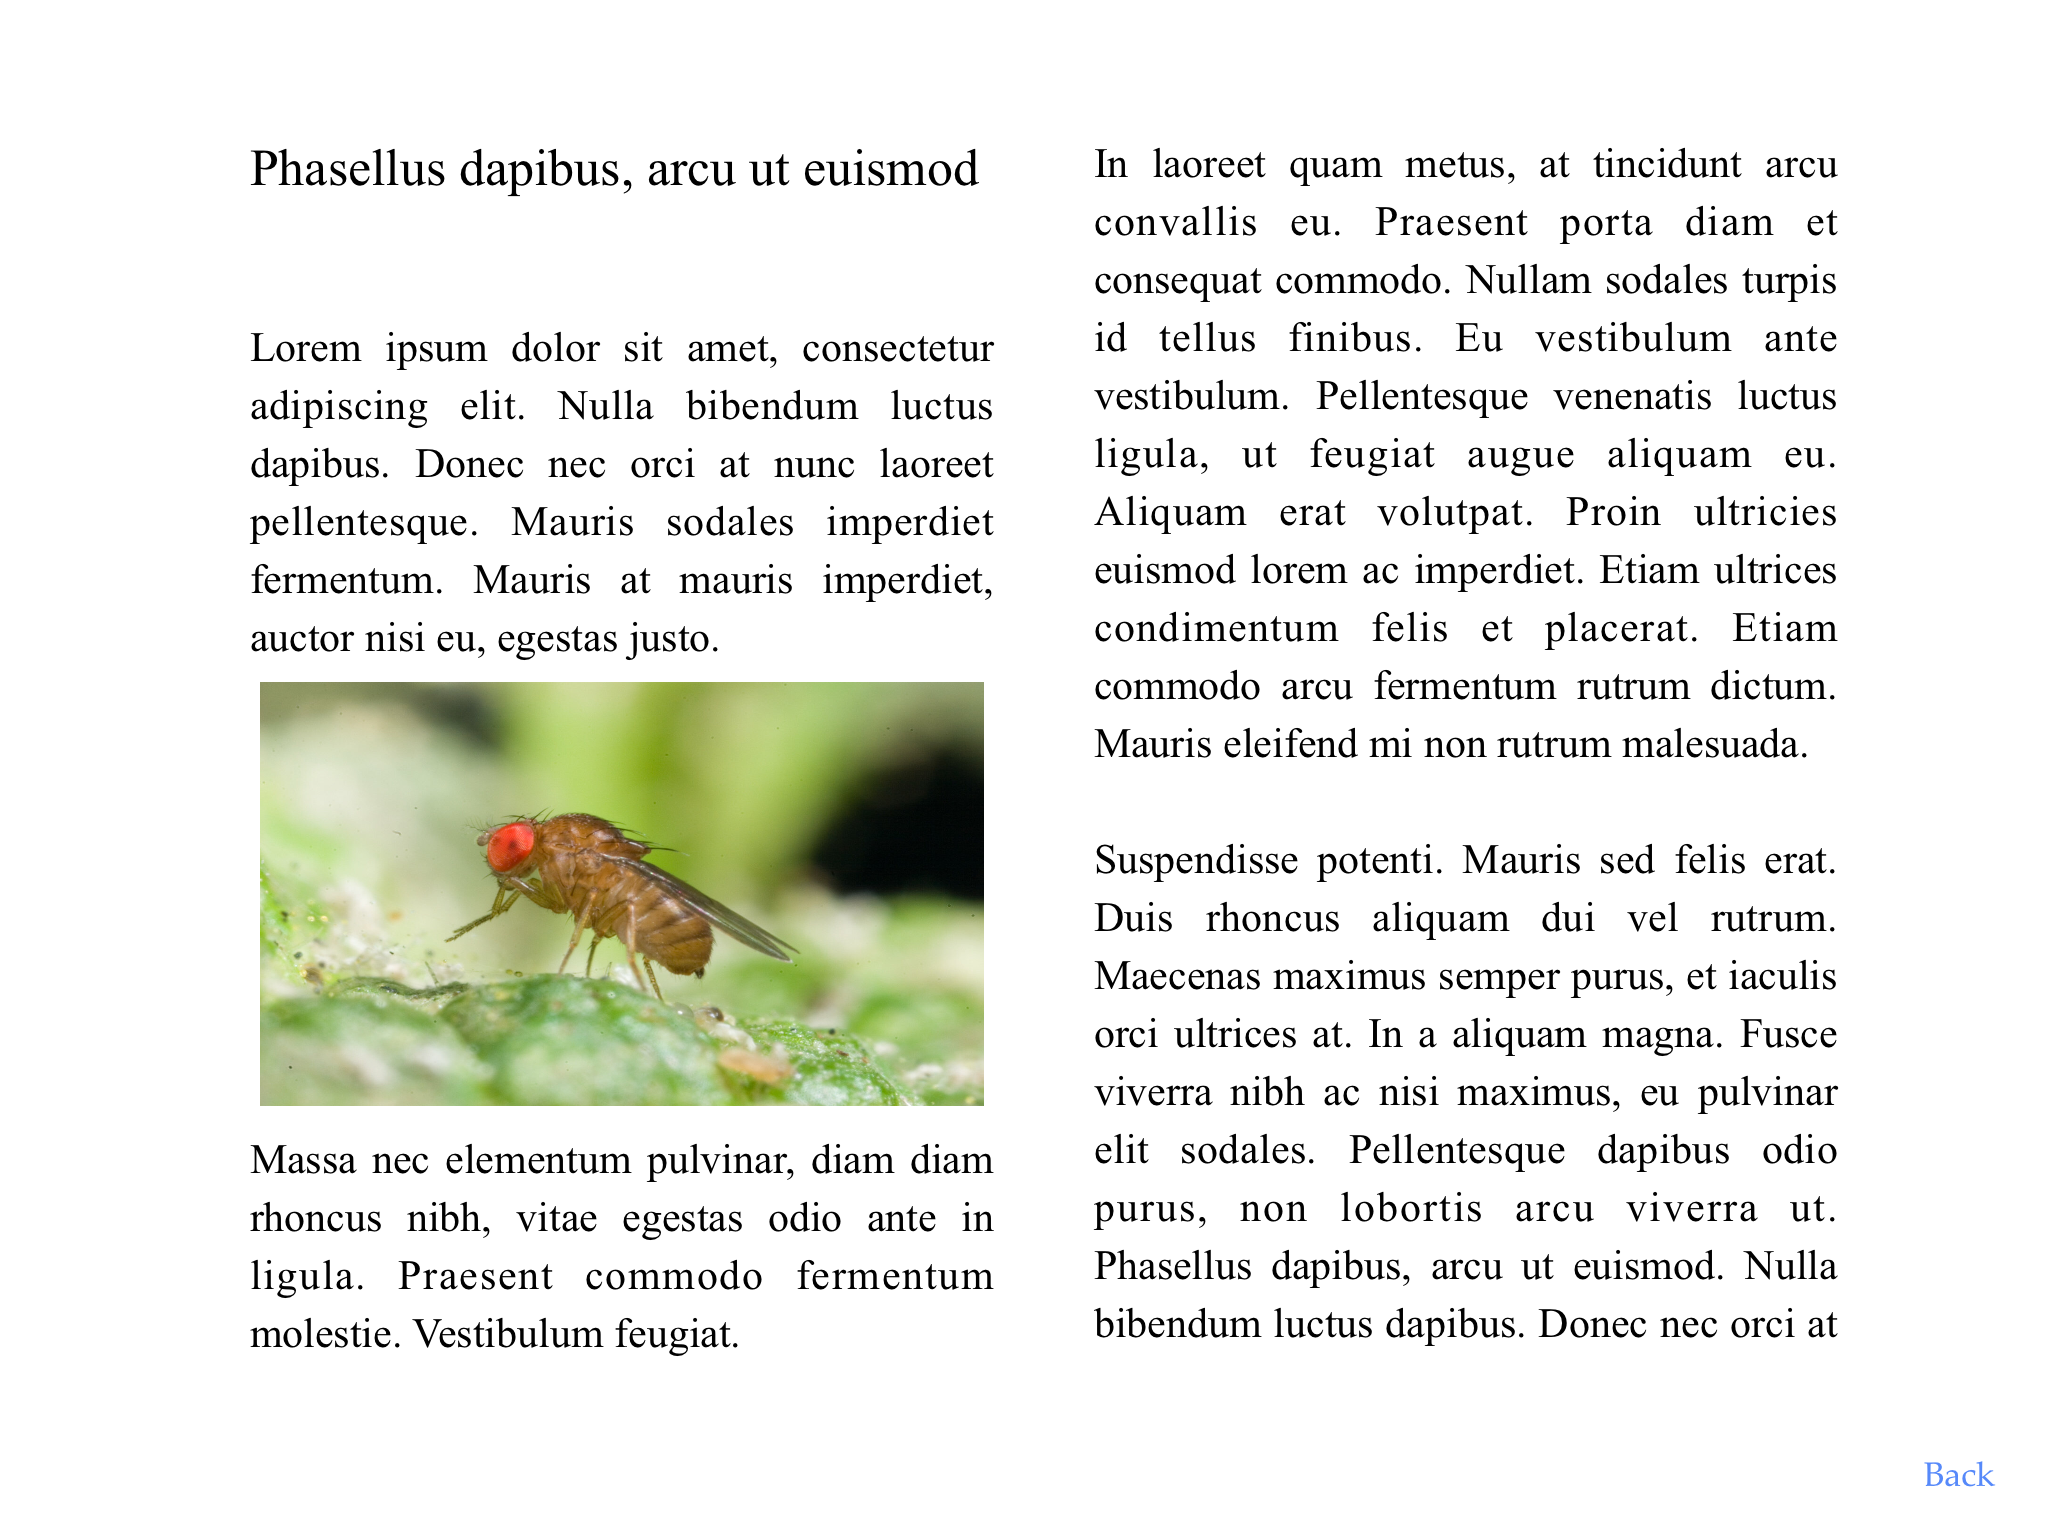 Phasellus dapibus, arcu ut euismod
Lorem ipsum dolor sit amet, consectetur
adipiscing elit. Nulla bibendum luctus
dapibus. Donec nec orci at nunc laoreet
pellentesque. Mauris sodales imperdiet
fermentum. Mauris at mauris imperdiet,
auctor nisi eu, egestas justo.
Massa nec elementum pulvinar, diam diam
rhoncus nibh, vitae egestas odio ante in
ligula. Praesent commodo fermentum
molestie. Vestibulum feugiat.
In laoreet quam metus, at tincidunt arcu
convallis eu. Praesent porta diam et
consequat commodo. Nullam sodales turpis
id tellus finibus. Eu vestibulum ante
vestibulum. Pellentesque venenatis luctus
ligula, ut feugiat augue aliquam eu.
Aliquam erat volutpat. Proin ultricies
euismod lorem ac imperdiet. Etiam ultrices
condimentum felis et placerat. Etiam
commodo arcu fermentum rutrum dictum.
Mauris eleifend mi non rutrum malesuada.
Suspendisse potenti. Mauris sed felis erat.
Duis rhoncus aliquam dui vel rutrum.
Maecenas maximus semper purus, et iaculis
orci ultrices at. In a aliquam magna. Fusce
viverra nibh ac nisi maximus, eu pulvinar
elit sodales. Pellentesque dapibus odio
purus, non lobortis arcu viverra ut.
Phasellus dapibus, arcu ut euismod. Nulla
bibendum luctus dapibus. Donec nec orci at
Back